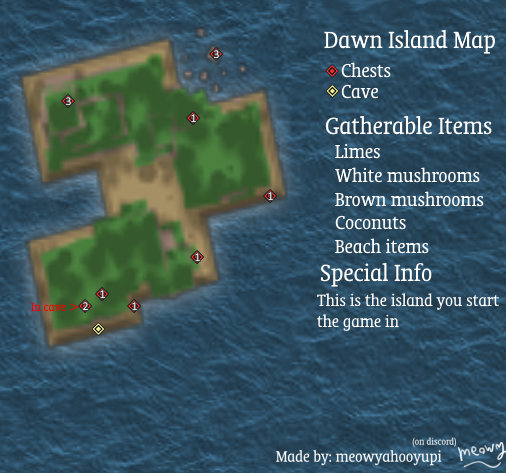 Dawn Island Map
Chests
Cave
Gatherable Items
Limes
White mushrooms
Brown mushrooms
Coconuts
Beach items
Special Info
This is the island you start
the game in
3
3
1
1
1
1
2
1
(on discord)
Made by: meowyahooyupi
meowy